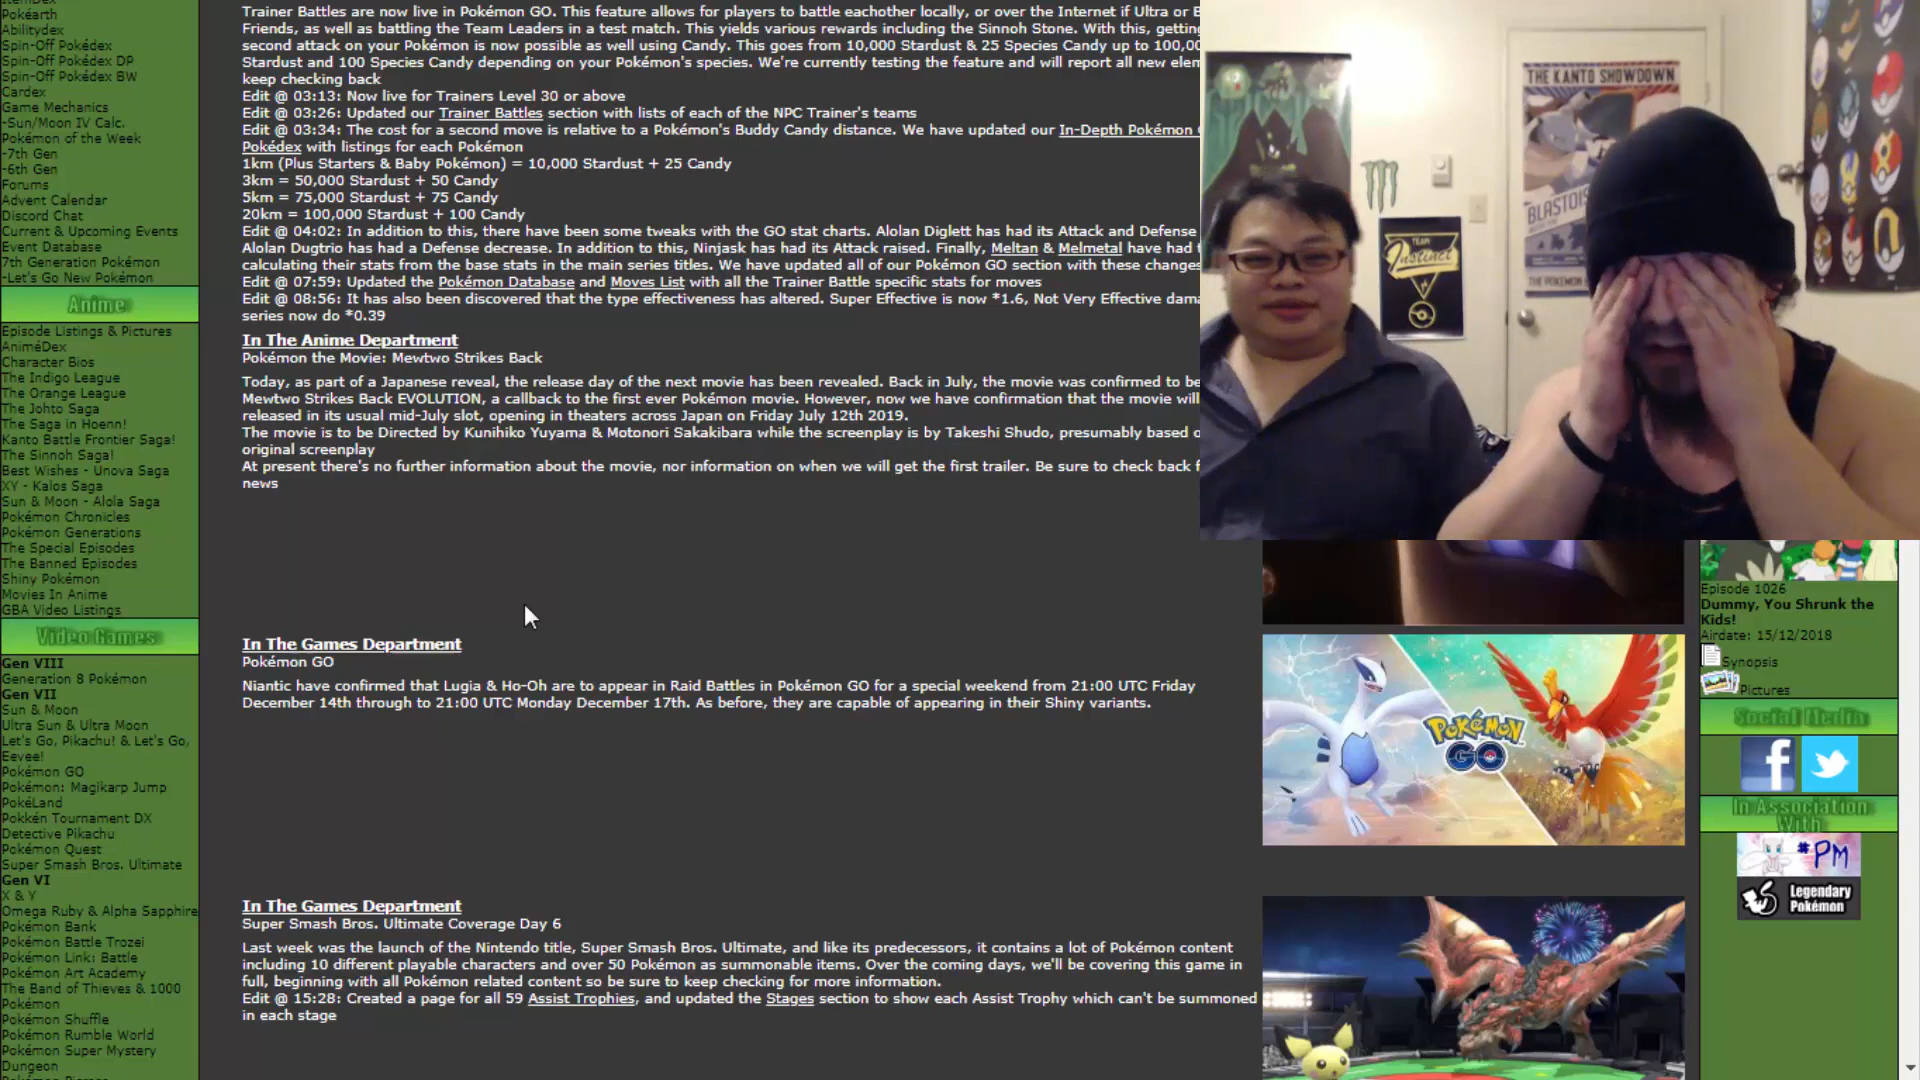 ItemDex
Pokéarth
Abilitydex
Spin-Off Pokédex
Spin-Off Pokédex DP
Spin-Off Pokédex BW
Cardex
Game Mechanics
-Sun/Moon IV Calc.
Pokémon of the Week
-7th Gen
-6th Gen
Forums
Advent Calendar
Discord Chat
Current & Upcoming Events
Event Database
7th Generation Pokémon
-Let's Go New Pokémon
Anime
Episode Listings & Pictures
AniméDex
Character Bios
The Indigo League
The Orange League
The Johto Saga
The Saga in Hoenn!
Kanto Battle Frontier Saga!
The Sinnoh Saga!
Best Wishes - Unova Saga
XY - Kalos Saga
Sun & Moon - Alola Saga
Pokémon Chronicles
Pokémon Generations
The Special Episodes
The Banned Episodes
Shiny Pokémon
Movies In Anime
GBA Video Listings
Video Games
Gen VIII
Generation 8 Pokémon
Gen VII
Sun & Moon
Ultra Sun & Ultra Moon
Let's Go, Pikachu! & Let's Go,
Eevee!
Pokémon GO
Pokémon: Magikarp Jump
PokéLand
Pokkén Tournament DX
Detective Pikachu
Pokémon Quest
Super Smash Bros. Ultimate
Gen VI
X & Y
Omega Ruby & Alpha Sapphire
Pokémon Bank
Pokémon Battle Trozei
Pokémon Link: Battle
Pokémon Art Academy
The Band of Thieves & 1000
Pokémon
Pokémon Shuffle
Pokémon Rumble World
Pokémon Super Mystery
Dungeon
Trainer Battles are now live in Pokémon GO. This feature allows for players to battle eachother locally, or over the Internet if Ultra or B
Friends, as well as battling the Team Leaders in a test match. This yields various rewards including the Sinnoh Stone. With this, getting
second attack on your Pokémon is now possible as well using Candy. This goes from 10,000 Stardust & 25 Species Candy up to 100,00
Stardust and 100 Species Candy depending on your Pokémon's species. We're currently testing the feature and will report all new elem
keep checking back
Edit @ 03:13: Now live for Trainers Level 30 or above
Edit @ 03:26: Updated our Trainer Battles section with lists of each of the NPC Trainer's teams
Edit @ 03:34: The cost for a second move is relative to a Pokémon's Buddy Candy distance. We have updated our In-Depth Pokémon
Pokédex with listings for each Pokémon
1km (Plus Starters & Baby Pokémon) = 10,000 Stardust + 25 Candy
3km = 50,000 Stardust + 50 Candy
5km = 75,000 Stardust + 75 Candy
20km = 100,000 Stardust + 100 Candy
Edit @ 04:02: In addition to this, there have been some tweaks with the GO stat charts. Alolan Diglett has had its Attack and Defense
Alolan Dugtrio has had a Defense decrease. In addition to this, Ninjask has had its Attack raised. Finally, Meltan & Melmetal have had t
calculating their stats from the base stats in the main series titles. We have updated all of our Pokémon GO section with these changes
Edit @ 07:59: Updated the Pokémon Database and Moves List with all the Trainer Battle specific stats for moves
Edit @ 08:56: It has also been discovered that the type effectiveness has altered. Super Effective is now *1.6, Not Very Effective dama
series now do *0.39
In The Anime Department
Pokémon the Movie: Mewtwo Strikes Back
Today, as part of a Japanese reveal, the release day of the next movie has been revealed. Back in July, the movie was confirmed to be
Mewtwo Strikes Back EVOLUTION, a callback to the first ever Pokémon movie. However, now we have confirmation that the movie will
released in its usual mid-July slot, opening in theaters across Japan on Friday July 12th 2019.
The movie is to be Directed by Kunihiko Yuyama & Motonori Sakakibara while the screenplay is by Takeshi Shudo, presumably based o
original screenplay
At present there's no further information about the movie, nor information on when we will get the first trailer. Be sure to check back f
news
In The Games Department
Pokémon GO
Niantic have confirmed that Lugia & Ho-Oh are to appear in Raid Battles in Pokémon GO for a special weekend from 21:00 UTC Friday
December 14th through to 21:00 UTC Monday December 17th. As before, they are capable of appearing in their Shiny variants.
In The Games Department
Super Smash Bros. Ultimate Coverage Day 6
Last week was the launch of the Nintendo title, Super Smash Bros. Ultimate, and like its predecessors, it contains a lot of Pokémon content
including 10 different playable characters and over 50 Pokémon as summonable items. Over the coming days, we'll be covering this game in
full, beginning with all Pokémon related content so be sure to keep checking for more information.
Edit @ 15:28: Created a page for all 59 Assist Trophies, and updated the Stages section to show each Assist Trophy which can't be summoned
in each stage
THE KANTO SHOWDOWN
BLASTOIS
TEAM
Instinct
POKÉMON
GO
Episode 1026
Dummy, You Shrunk the
Kids!
Airdate: 15/12/2018
Synopsis
Pictures
Social Media
f
In Association
With
#PM
Legendary
Pokémon